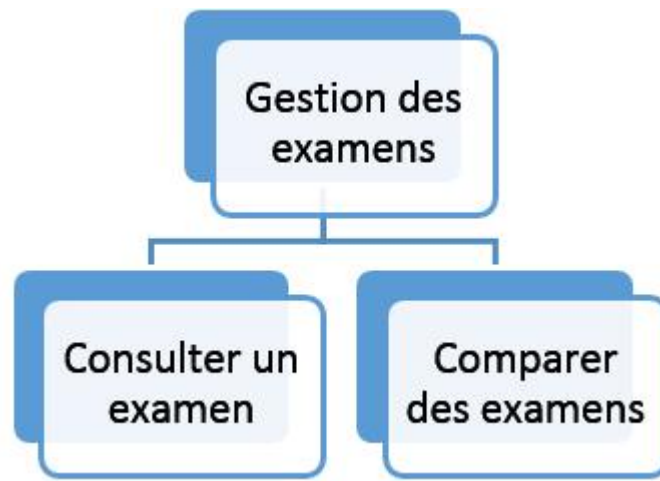 Gestion des
examens
Consulter un
examen
Comparer
des examens